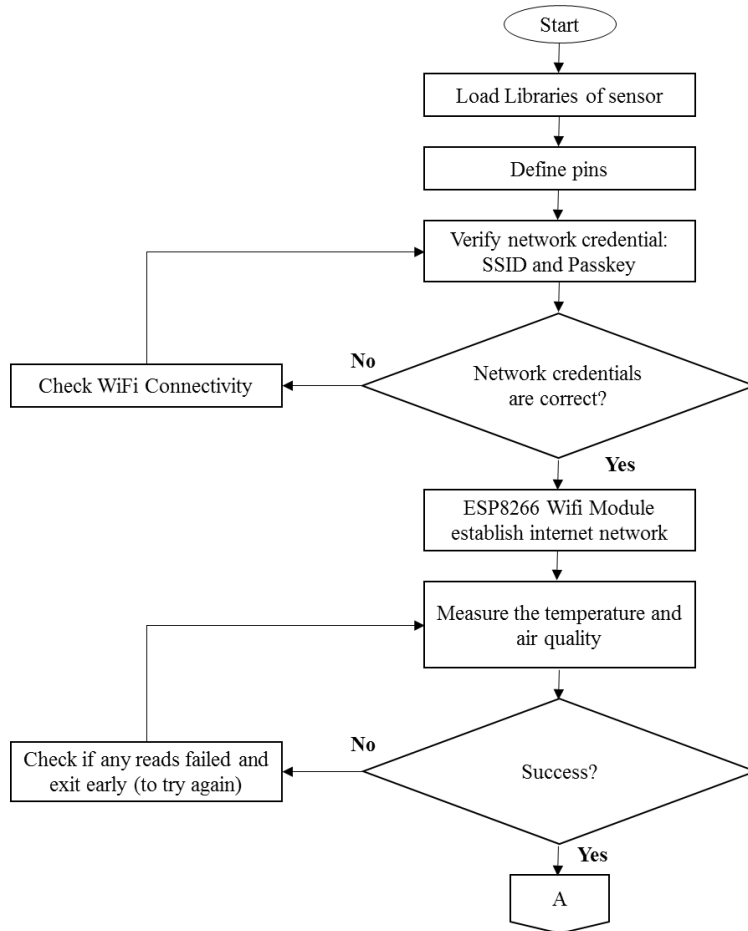 Start
Load Libraries of sensor
Define pins
Verify network credential:
SSID and Passkey
No
Check WiFi Connectivity
Network credentials
are correct?
Yes
ESP8266 Wifi Module
establish internet network
Measure the temperature and
air quality
No
Check if any reads failed and
exit early (to try again)
Success?
Yes
A